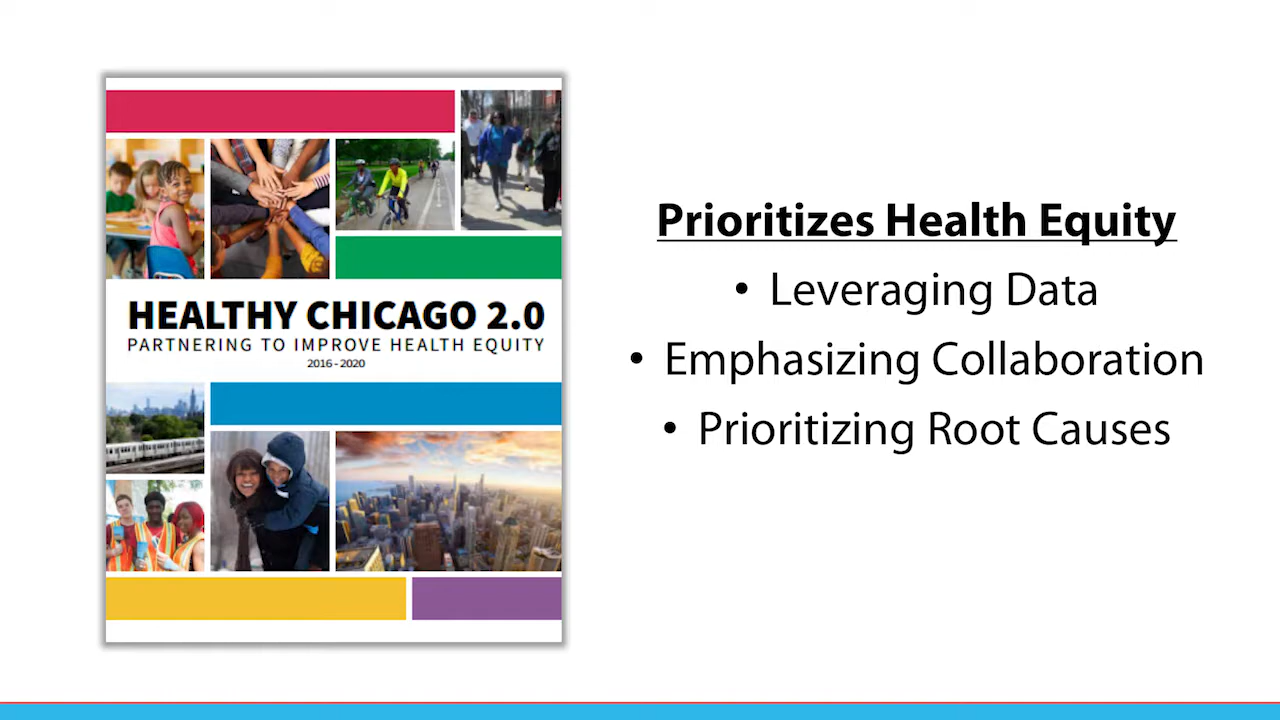 HEALTHY CHICAGO 2.0
PARTNERING TO IMPROVE HEALTH EQUITY
2016-2020
Prioritizes Health Equity
• Leveraging Data
• Emphasizing Collaboration
• Prioritizing Root Causes